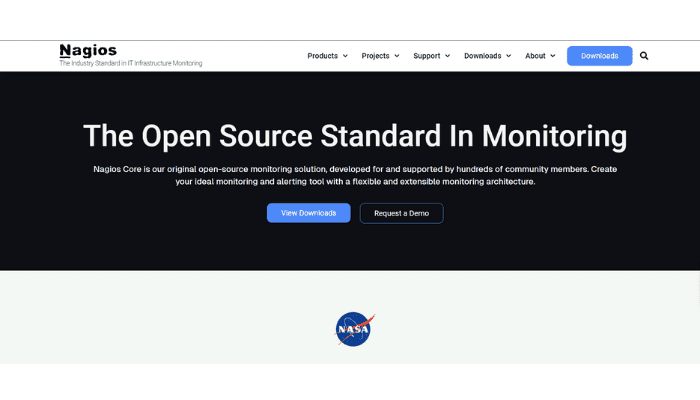 Nagios
The Industry Standard in IT Infrastructure Monitoring
Products Projects Support Downloads About Downloads
The Open Source Standard In Monitoring
Nagios Core is our original open-source monitoring solution, developed for and supported by hundreds of community members. Create
your ideal monitoring and alerting tool with a flexible and extensible monitoring architecture.
View Downloads Request a Demo
NASA